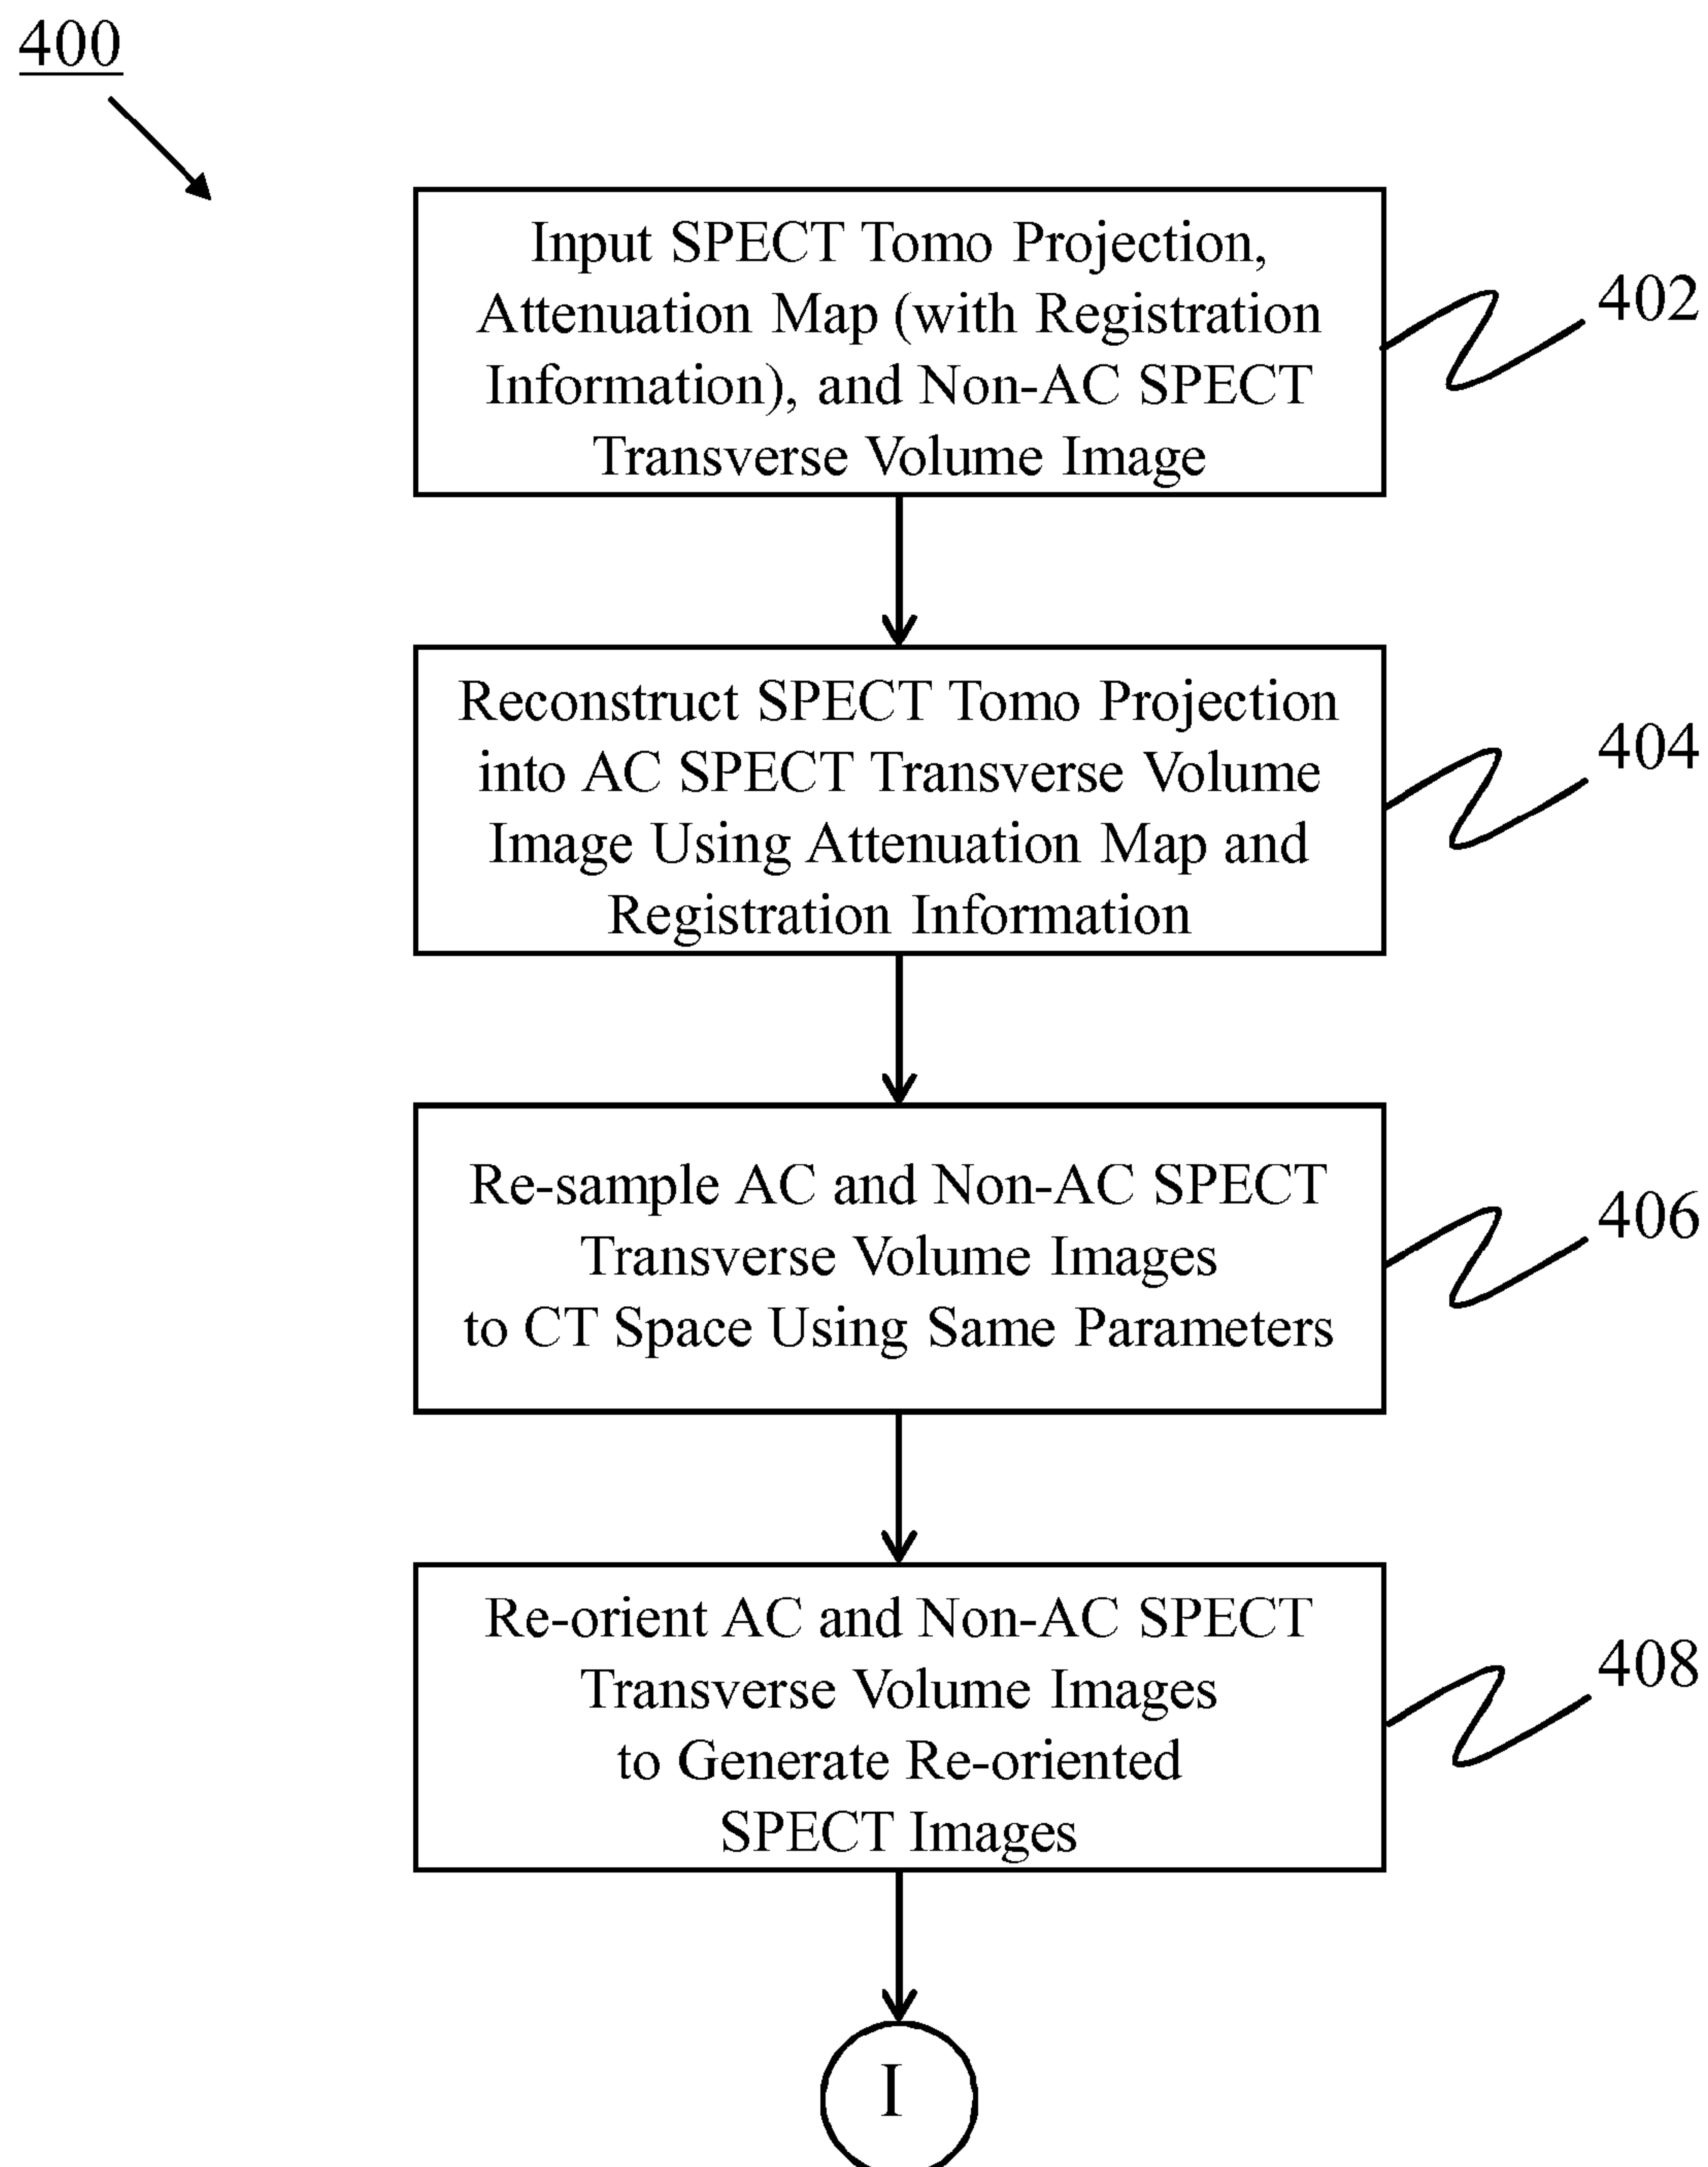 400
Input SPECT Tomo Projection,
Attenuation Map (with Registration
Information), and Non-AC SPECT
Transverse Volume Image
402
Reconstruct SPECT Tomo Projection
into AC SPECT Transverse Volume
Image Using Attenuation Map and
Registration Information
404
Re-sample AC and Non-AC SPECT
Transverse Volume Images
to CT Space Using Same Parameters
406
Re-orient AC and Non-AC SPECT
Transverse Volume Images
to Generate Re-oriented
SPECT Images
408
I